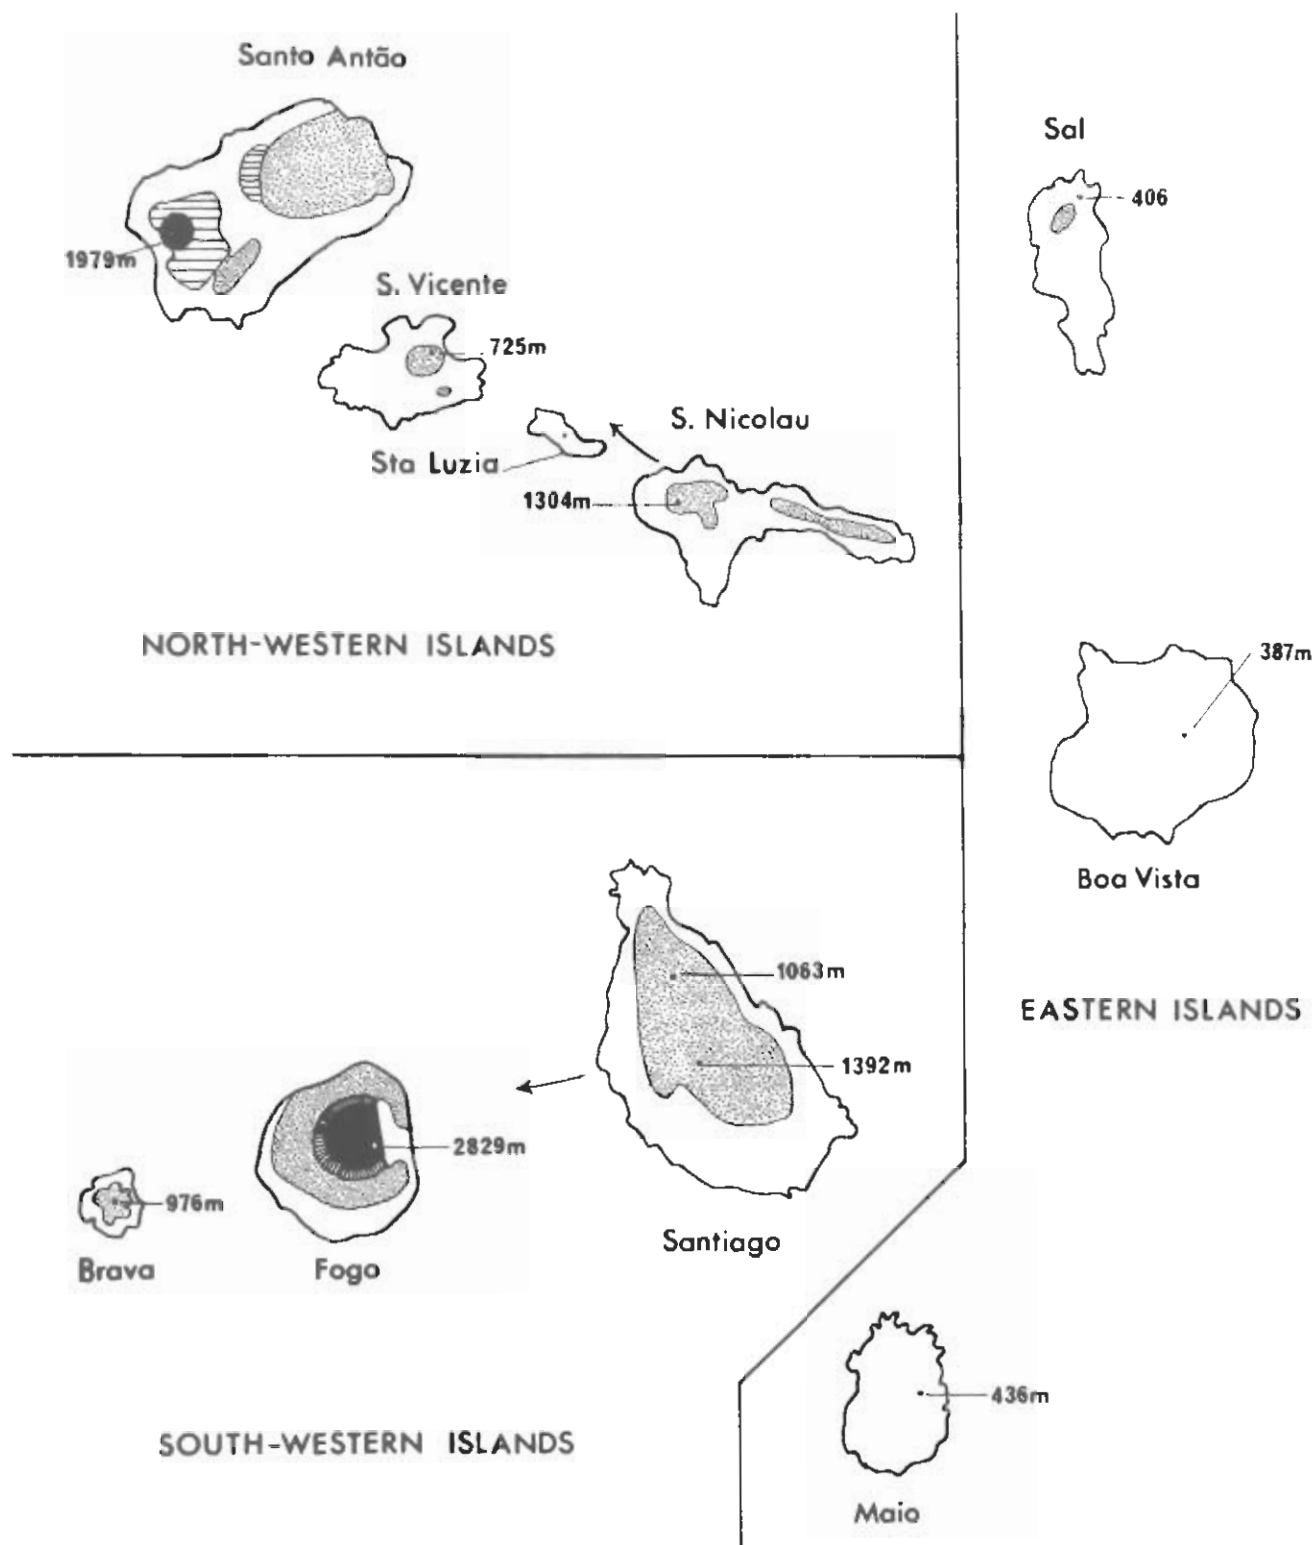 Santo Antão
Sal
406
1979m
S. Vicente
725m
S. Nicolau
Sta Luzia
1304m
NORTH-WESTERN ISLANDS
387m
Boa Vista
1063m
EASTERN ISLANDS
1392m
2829m
976m
Santiago
Brava
Fogo
436m
SOUTH-WESTERN ISLANDS
Maio